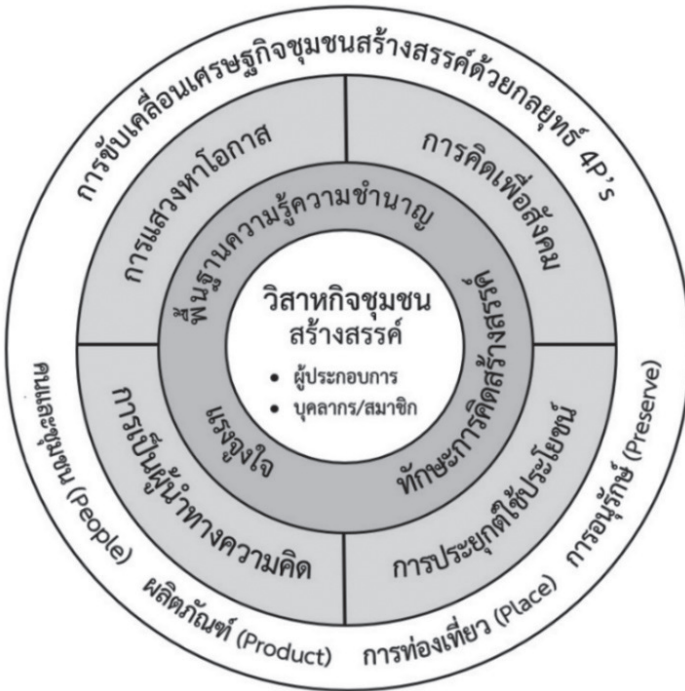 การขับเคลื่อนเศรษฐกิจชุมชนสร้างสรรค์ด้วยกลยุทธ์ 4P's
การแสวงหาโอกาส
การคิดเพื่อสังคม
พื้นฐานความรู้ความชำนาญ
วิสาหกิจชุมชน
สร้างสรรค์
• ผู้ประกอบการ
• บุคลากร/สมาชิก
แรงจูงใจ
ทักษะการคิดสร้างสรรค์
การเป็นผู้นำทางความคิด
การประยุกต์ใช้ประโยชน์
คนและชุมชน (People)
ผลิตภัณฑ์ (Product)
การท่องเที่ยว (Place)
การอนุรักษ์ (Preserve)